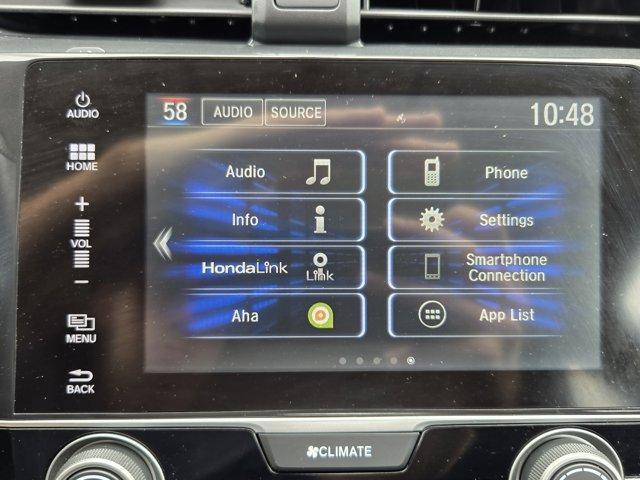 58 AUDIO SOURCE 10:48
AUDIO
HOME
VOL
MENU
BACK
Audio
Phone
Info
Settings
HondaLink
Link
Smartphone
Connection
Aha
App List
CLIMATE